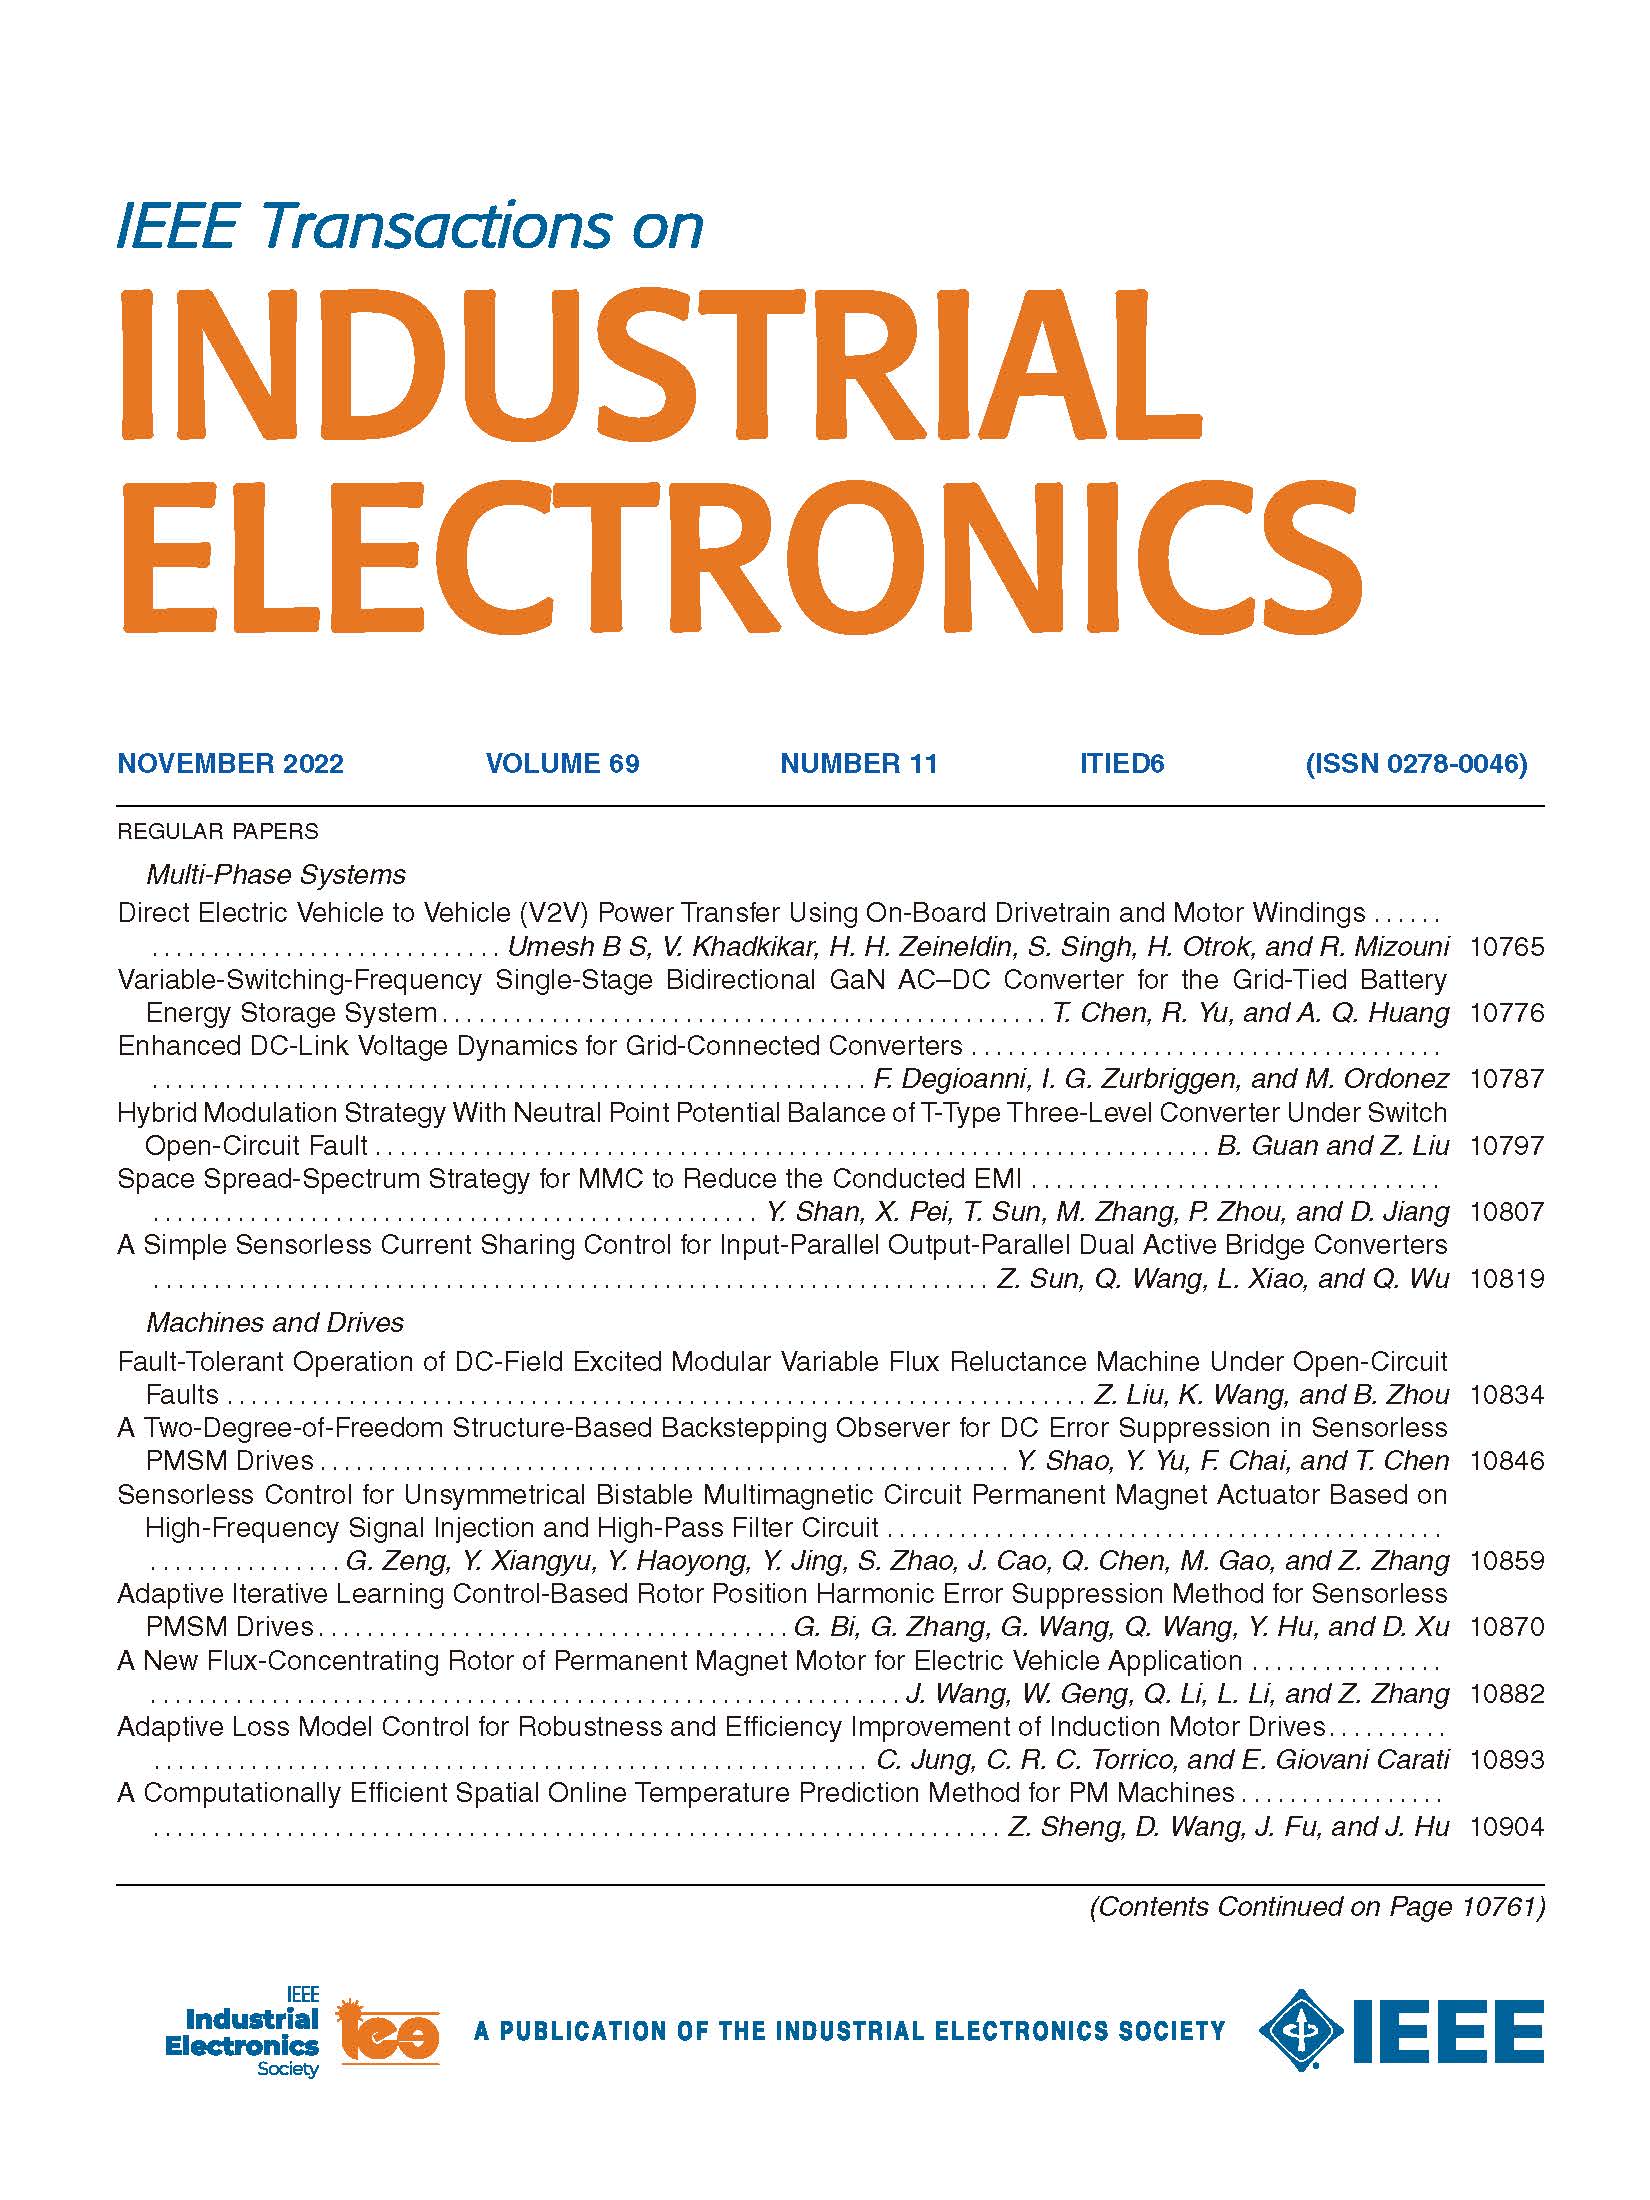 IEEE Transactions on
INDUSTRIAL
ELECTRONICS
NOVEMBER 2022 VOLUME 69 NUMBER 11 ITIED6 (ISSN 0278-0046)
REGULAR PAPERS
Multi-Phase Systems
Direct Electric Vehicle to Vehicle (V2V) Power Transfer Using On-Board Drivetrain and Motor Windings ......
............................. Umesh B S, V. Khadkikar, H. H. Zeineldin, S. Singh, H. Otrok, and R. Mizouni 10765
Variable-Switching-Frequency Single-Stage Bidirectional GaN AC–DC Converter for the Grid-Tied Battery
Energy Storage System.................................................. T. Chen, R. Yu, and A. Q. Huang 10776
Enhanced DC-Link Voltage Dynamics for Grid-Connected Converters .......................................
........................................................... F. Degioanni, I. G. Zurbriggen, and M. Ordonez 10787
Hybrid Modulation Strategy With Neutral Point Potential Balance of T-Type Three-Level Converter Under Switch
Open-Circuit Fault ..................................................................... B. Guan and Z. Liu 10797
Space Spread-Spectrum Strategy for MMC to Reduce the Conducted EMI ..................................
.................................................. Y. Shan, X. Pei, T. Sun, M. Zhang, P. Zhou, and D. Jiang 10807
A Simple Sensorless Current Sharing Control for Input-Parallel Output-Parallel Dual Active Bridge Converters
..................................................................... Z. Sun, Q. Wang, L. Xiao, and Q. Wu 10819
Machines and Drives
Fault-Tolerant Operation of DC-Field Excited Modular Variable Flux Reluctance Machine Under Open-Circuit
Faults ....................................................................... Z. Liu, K. Wang, and B. Zhou 10834
A Two-Degree-of-Freedom Structure-Based Backstepping Observer for DC Error Suppression in Sensorless
PMSM Drives ......................................................... Y. Shao, Y. Yu, F. Chai, and T. Chen 10846
Sensorless Control for Unsymmetrical Bistable Multimagnetic Circuit Permanent Magnet Actuator Based on
High-Frequency Signal Injection and High-Pass Filter Circuit ..............................................
................ G. Zeng, Y. Xiangyu, Y. Haoyong, Y. Jing, S. Zhao, J. Cao, Q. Chen, M. Gao, and Z. Zhang 10859
Adaptive Iterative Learning Control-Based Rotor Position Harmonic Error Suppression Method for Sensorless
PMSM Drives....................................... G. Bi, G. Zhang, G. Wang, Q. Wang, Y. Hu, and D. Xu 10870
A New Flux-Concentrating Rotor of Permanent Magnet Motor for Electric Vehicle Application ................
.............................................................. J. Wang, W. Geng, Q. Li, L. Li, and Z. Zhang 10882
Adaptive Loss Model Control for Robustness and Efficiency Improvement of Induction Motor Drives..........
........................................................... C. Jung, C. R. C. Torrico, and E. Giovani Carati 10893
A Computationally Efficient Spatial Online Temperature Prediction Method for PM Machines .................
...................................................................... Z. Sheng, D. Wang, J. Fu, and J. Hu 10904
(Contents Continued on Page 10761)
IEEE
Industrial
Electronics
Society
ies
A PUBLICATION OF THE INDUSTRIAL ELECTRONICS SOCIETY
IEEE